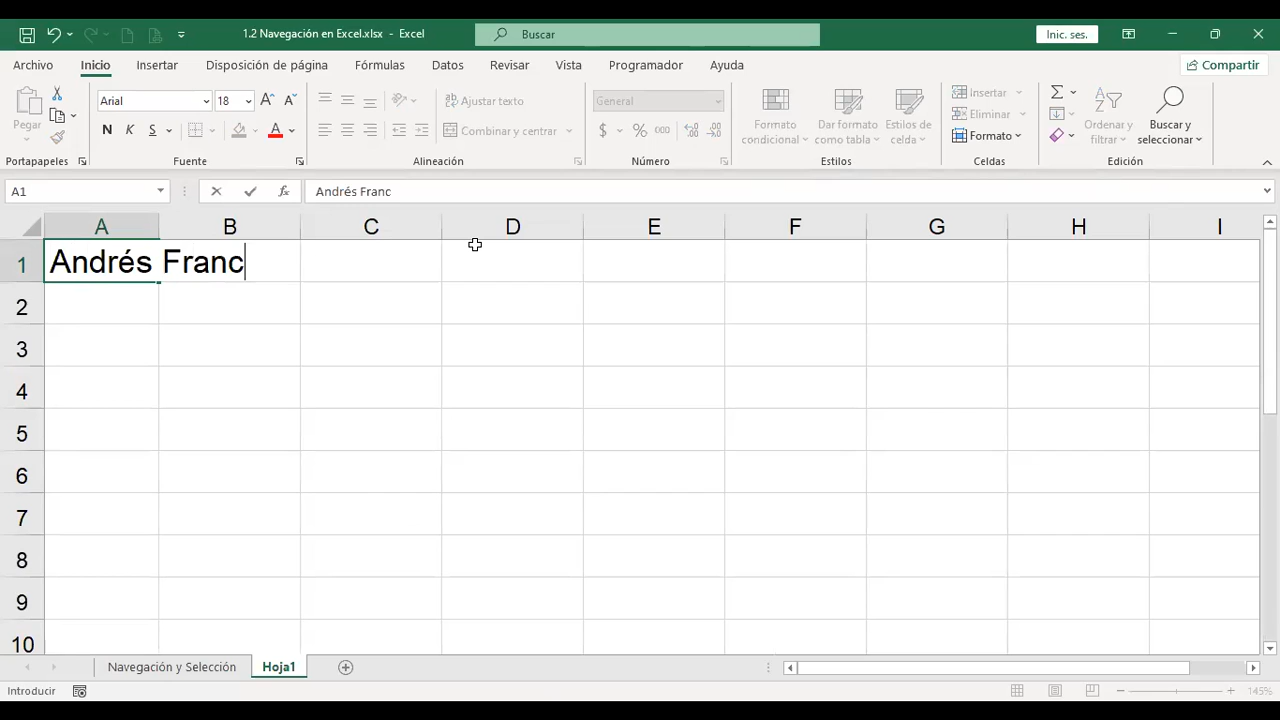 1.2 Navegación en Excel.xlsx - Excel
Buscar
Inic. ses.
Archivo Inicio Insertar Disposición de página Fórmulas Datos Revisar Vista Programador Ayuda
Compartir
Pegar
Arial 18
N K S
Ajustar texto
Combinar y centrar
General
$ % 000
Formato condicional
Dar formato como tabla
Estilos de celda
Insertar
Eliminar
Formato
Ordenar y filtrar
Buscar y seleccionar
Portapapeles Fuente Alineación Número Estilos Celdas Edición
A1 fx Andrés Franc
A B C D E F G H I
1 Andrés Franc
2
3
4
5
6
7
8
9
10
Navegación y Selección Hoja1
Introducir 145%